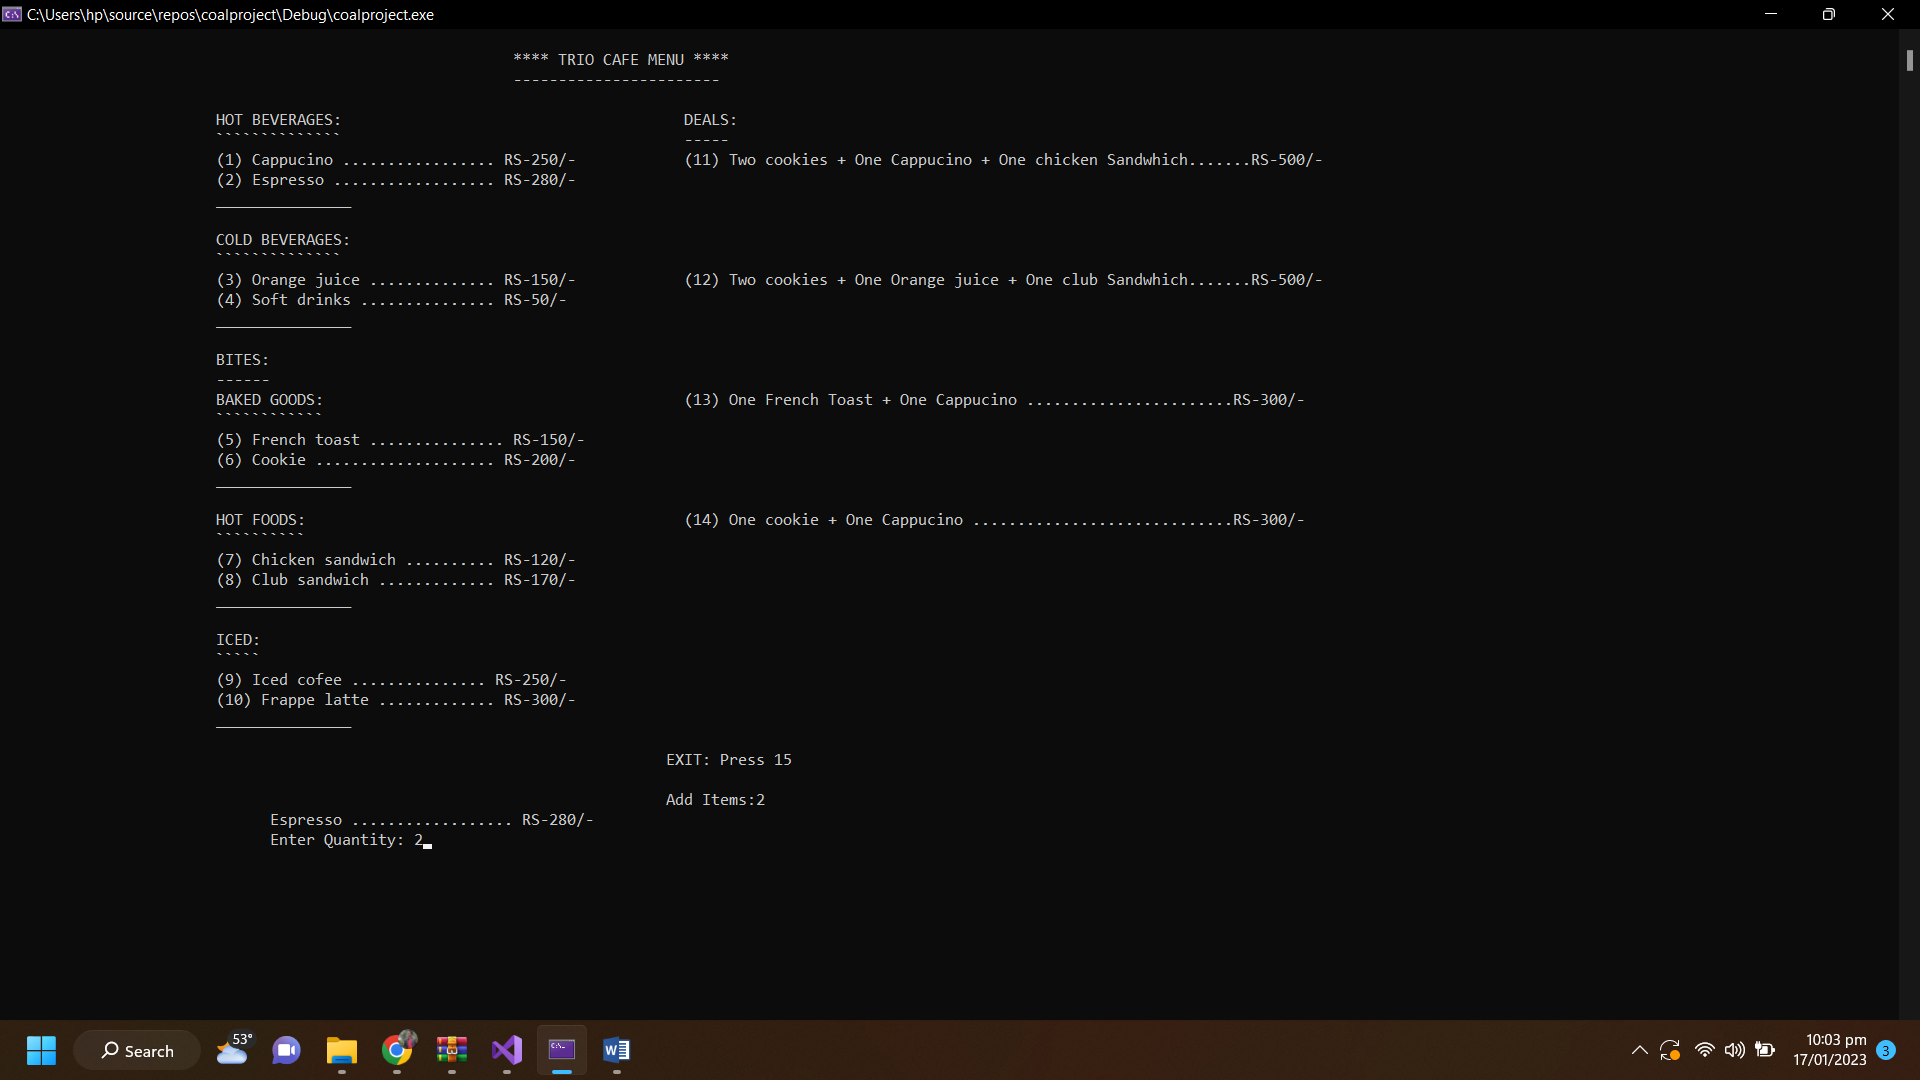 C:\Users\hp\source\repos\coalproject\Debug\coalproject.exe
**** TRIO CAFE MENU ****
-----------------------
HOT BEVERAGES: DEALS:
`````````````` -----
(1) Cappucino ................. RS-250/- (11) Two cookies + One Cappucino + One chicken Sandwhich.......RS-500/-
(2) Espresso .................. RS-280/-
_______________
COLD BEVERAGES:
``````````````
(3) Orange juice .............. RS-150/- (12) Two cookies + One Orange juice + One club Sandwhich.......RS-500/-
(4) Soft drinks ............... RS-50/-
_______________
BITES:
------
BAKED GOODS: (13) One French Toast + One Cappucino .......................RS-300/-
````````````
(5) French toast ............... RS-150/-
(6) Cookie .................... RS-200/-
_______________
HOT FOODS: (14) One cookie + One Cappucino .............................RS-300/-
``````````
(7) Chicken sandwich .......... RS-120/-
(8) Club sandwich ............. RS-170/-
_______________
ICED:
`````
(9) Iced cofee ............... RS-250/-
(10) Frappe latte ............. RS-300/-
_______________
EXIT: Press 15
Add Items:2
Espresso .................. RS-280/-
Enter Quantity: 2
53°
Search
10:03 pm
17/01/2023
3